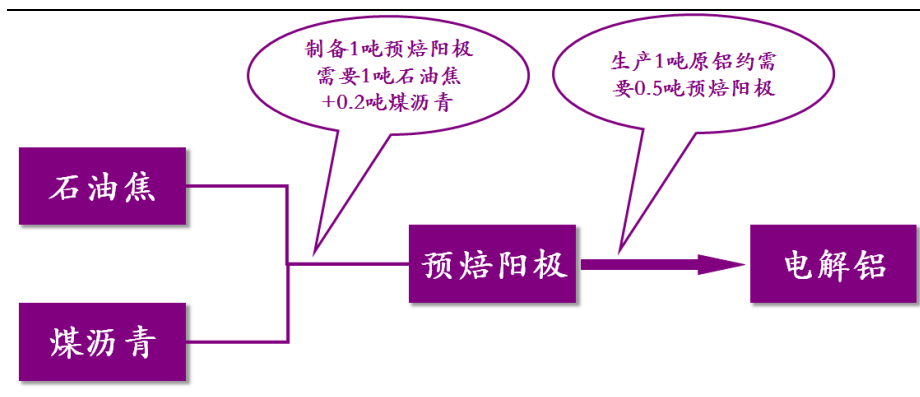 制备1吨预焙阳极
需要1吨石油焦
+0.2吨煤沥青
生产1吨原铝约需
要0.5吨预焙阳极
石油焦
预焙阳极
电解铝
煤沥青